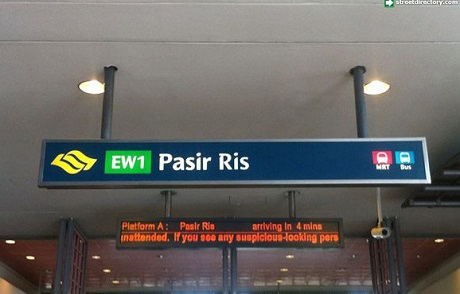 streetdirectory.com
EW1 Pasir Ris
MRT Bus
Platform A : Pasir Ris arriving in 4 mins
nattended. If you see any suspicious-looking pers